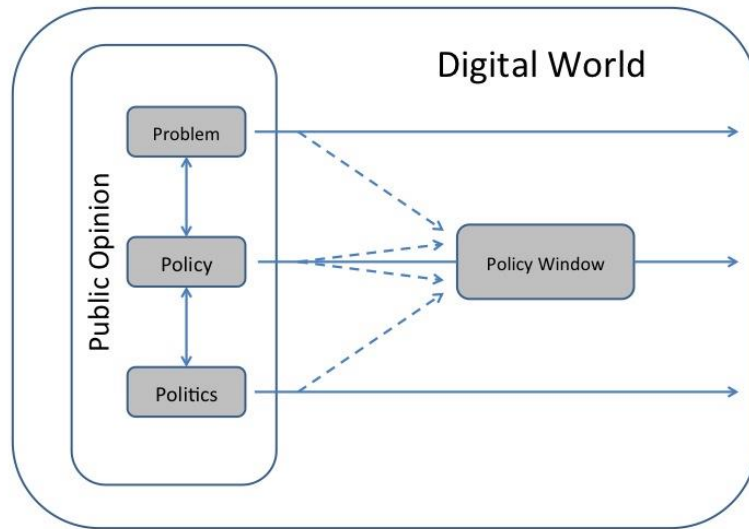 Digital World
Public Opinion
Problem
Policy
Policy Window
Politics